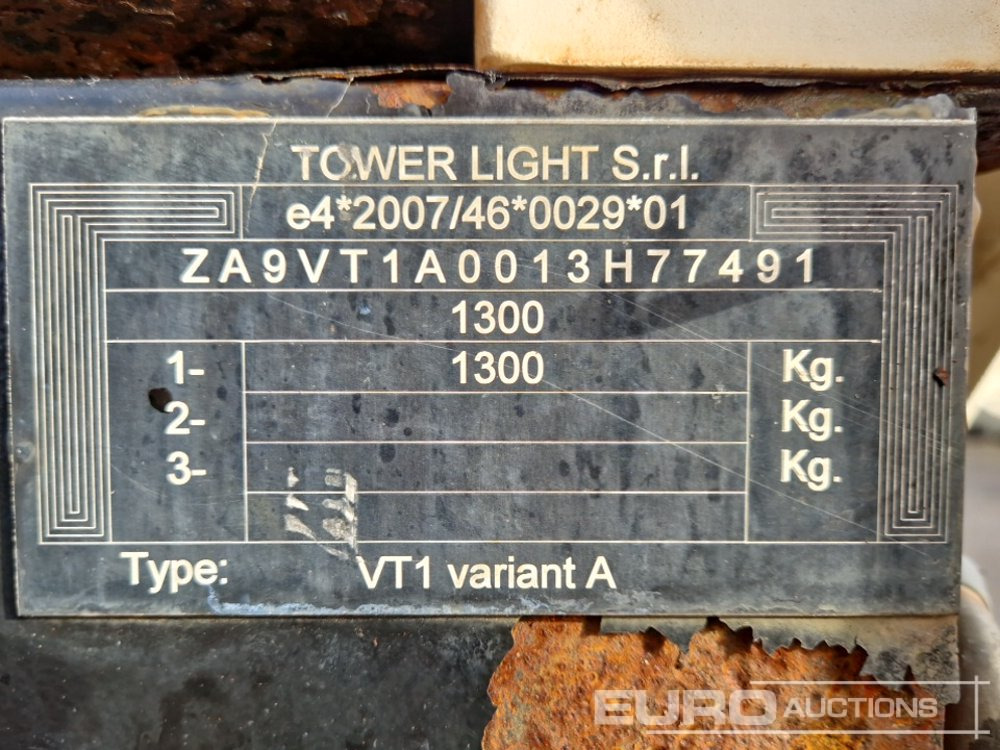 TOWER LIGHT S.r.l.
e4*2007/46*0029*01
ZA9VT1A0013H77491
1300
1- 1300 Kg.
2- Kg.
3- Kg.
Type: VT1 variant A
EURO AUCTIONS